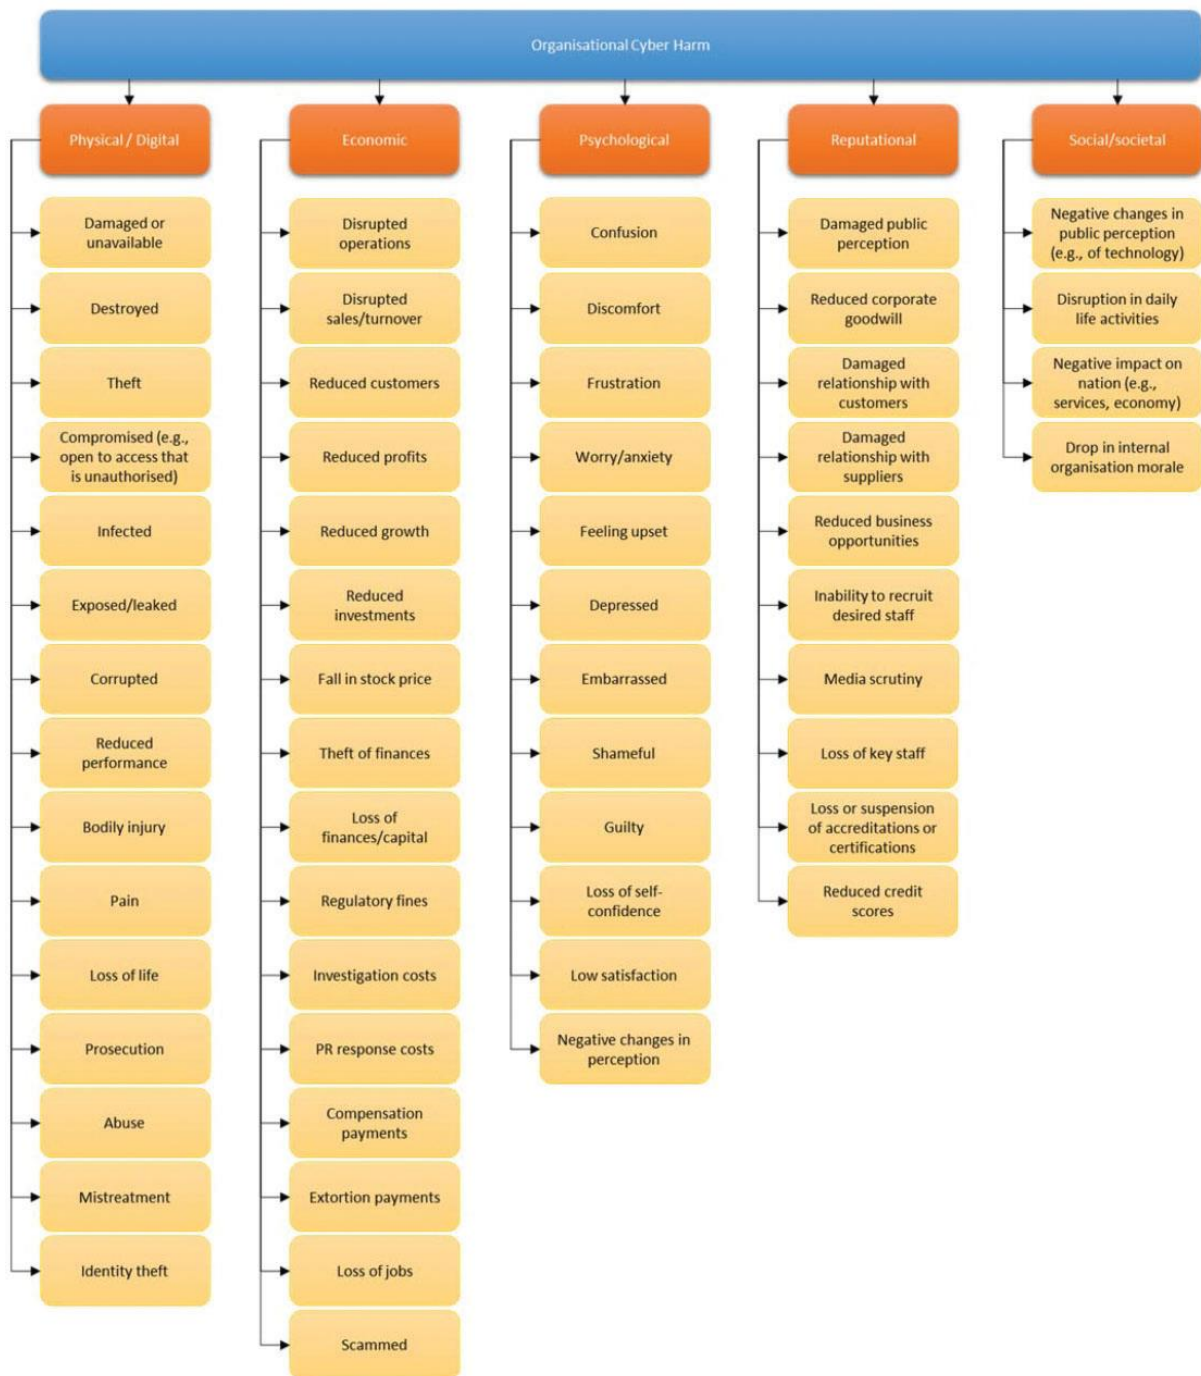 Organisational Cyber Harm
Physical / Digital
Damaged or
unavailable
Destroyed
Theft
Compromised (e.g.,
open to access that
is unauthorised)
Infected
Exposed/leaked
Corrupted
Reduced
performance
Bodily injury
Pain
Loss of life
Prosecution
Abuse
Mistreatment
Identity theft
Economic
Disrupted
operations
Disrupted
sales/turnover
Reduced customers
Reduced profits
Reduced growth
Reduced
investments
Fall in stock price
Theft of finances
Loss of
finances/capital
Regulatory fines
Investigation costs
PR response costs
Compensation
payments
Extortion payments
Loss of jobs
Scammed
Psychological
Confusion
Discomfort
Frustration
Worry/anxiety
Feeling upset
Depressed
Embarrassed
Shameful
Guilty
Loss of self-
confidence
Low satisfaction
Negative changes in
perception
Reputational
Damaged public
perception
Reduced corporate
goodwill
Damaged
relationship with
customers
Damaged
relationship with
suppliers
Reduced business
opportunities
Inability to recruit
desired staff
Media scrutiny
Loss of key staff
Loss or suspension
of accreditations or
certifications
Reduced credit
scores
Social/societal
Negative changes in
public perception
(e.g., of technology)
Disruption in daily
life activities
Negative impact on
nation (e.g.,
services, economy)
Drop in internal
organisation morale